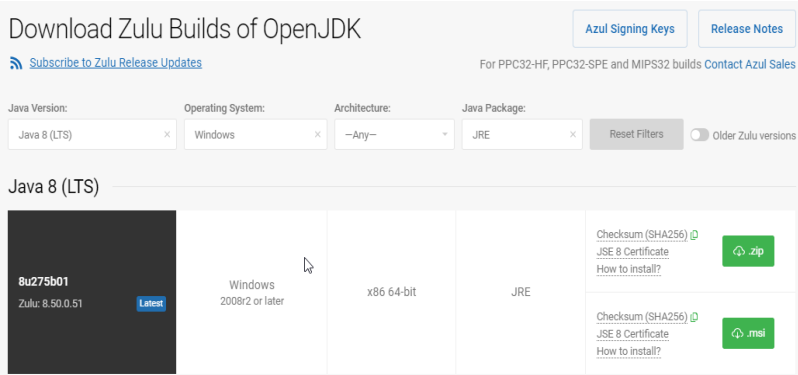 Download Zulu Builds of OpenJDK
Azul Signing Keys
Release Notes
Subscribe to Zulu Release Updates
For PPC32-HF, PPC32-SPE and MIPS32 builds Contact Azul Sales
Java Version:
Operating System:
Architecture:
Java Package:
Java 8 (LTS) ×
Windows ×
—Any—
JRE ×
Reset Filters
Older Zulu versions
Java 8 (LTS)
8u275b01
Zulu: 8.50.0.51
Latest
Windows
2008r2 or later
x86 64-bit
JRE
Checksum (SHA256)
JSE 8 Certificate
How to install?
.zip
Checksum (SHA256)
JSE 8 Certificate
How to install?
.msi